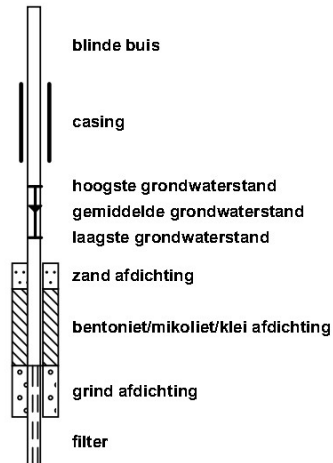 blinde buis
casing
hoogste grondwaterstand
gemiddelde grondwaterstand
laagste grondwaterstand
zand afdichting
bentoniet/mikoliet/klei afdichting
grind afdichting
filter